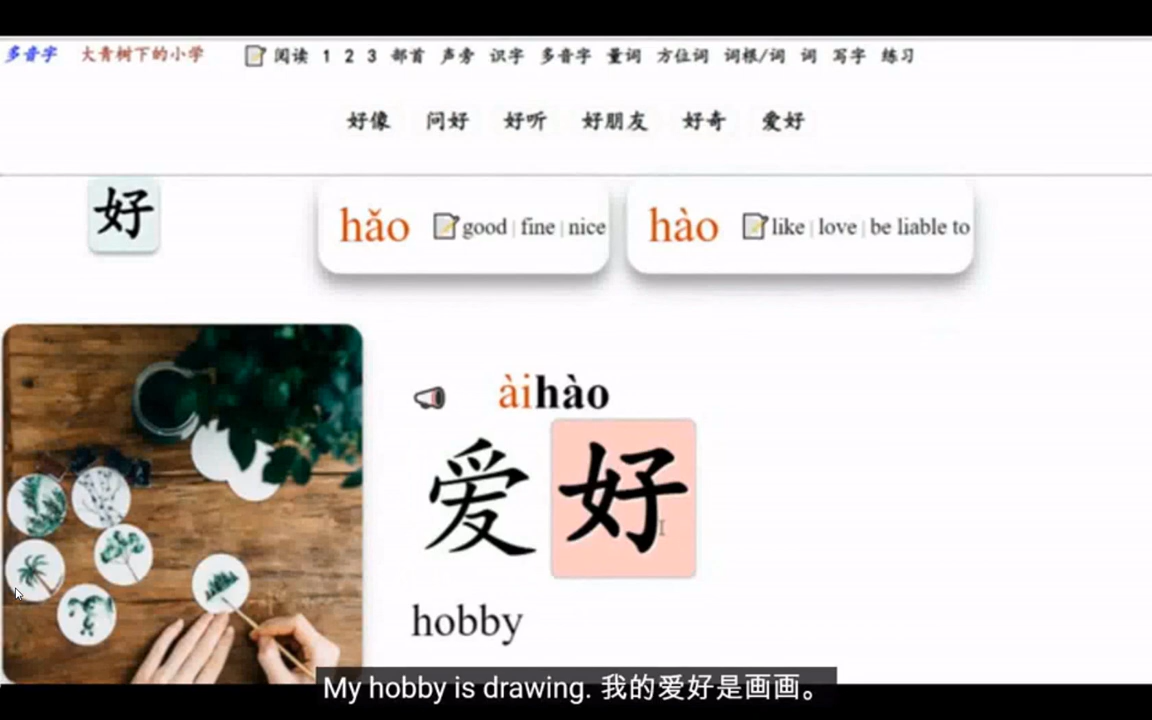 多音字 大青树下的小学 阅读 1 2 3 部首 声旁 识字 多音字 量词 方位词 词根/词 词 写字 练习
好像 问好 好听 好朋友 好奇 爱好
好 hǎo good | fine | nice hào like | love | be liable to
àihào
爱好
hobby
My hobby is drawing. 我的爱好是画画。